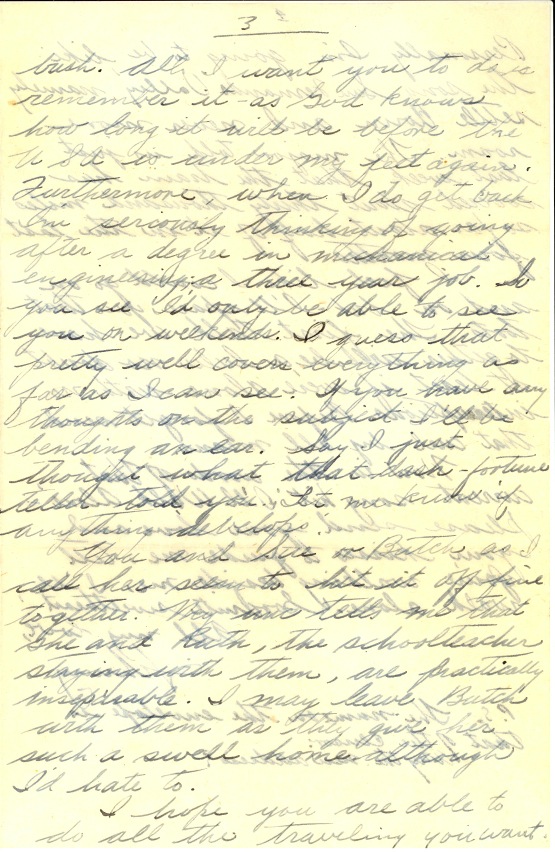 3
bush. All I want you to do is
remember it - as God knows
how long it will be before the
U S A is under my feet again.
Furthermore, when I do get back
I'm seriously thinking of going
after a degree in mechanical
engineering; a three year job. So
you see I'd only be able to see
you on weekends. I guess that
pretty well covers everything as
far as I can see. If you have any
thoughts on the subject I'll be
bending an ear. Say I just
thought what that fortune
teller told you. Let me know if
anything develops.
You and Sue or Butch, as I
call her seem to hit it off fine
together. My tells me that
she and Ruth, the schoolteacher
staying with them, are practically
inseprable. I may leave Butch
with them as they give her
such a swell home although
I'd hate to.
I hope you are able to
do all the traveling you want.